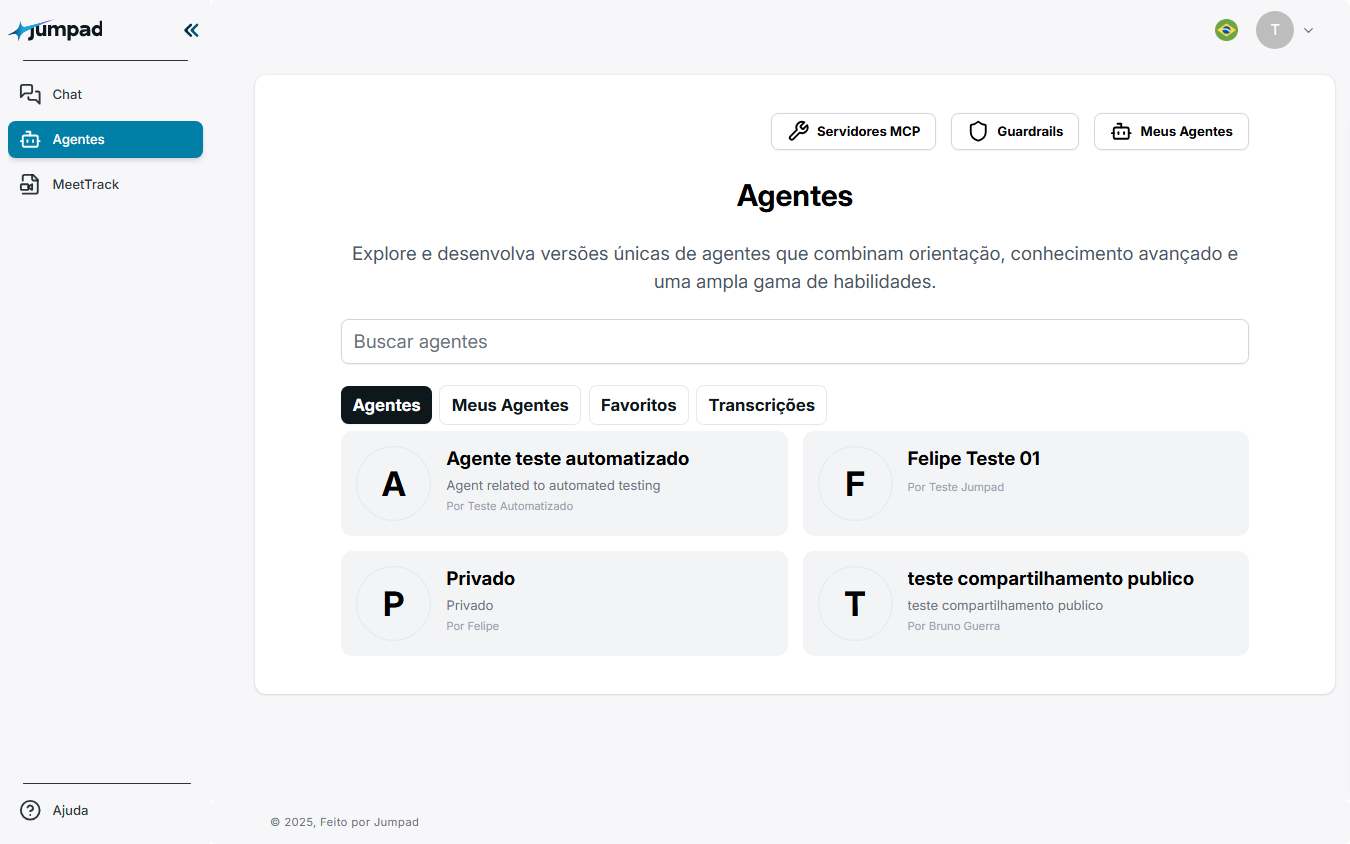 jumpad
T
Chat
Agentes
MeetTrack
Servidores MCP
Guardrails
Meus Agentes
Agentes
Explore e desenvolva versões únicas de agentes que combinam orientação, conhecimento avançado e
uma ampla gama de habilidades.
Buscar agentes
Agentes
Meus Agentes
Favoritos
Transcrições
A
Agente teste automatizado
Agent related to automated testing
Por Teste Automatizado
F
Felipe Teste 01
Por Teste Jumpad
P
Privado
Privado
Por Felipe
T
teste compartilhamento publico
teste compartilhamento publico
Por Bruno Guerra
Ajuda
© 2025, Feito por Jumpad